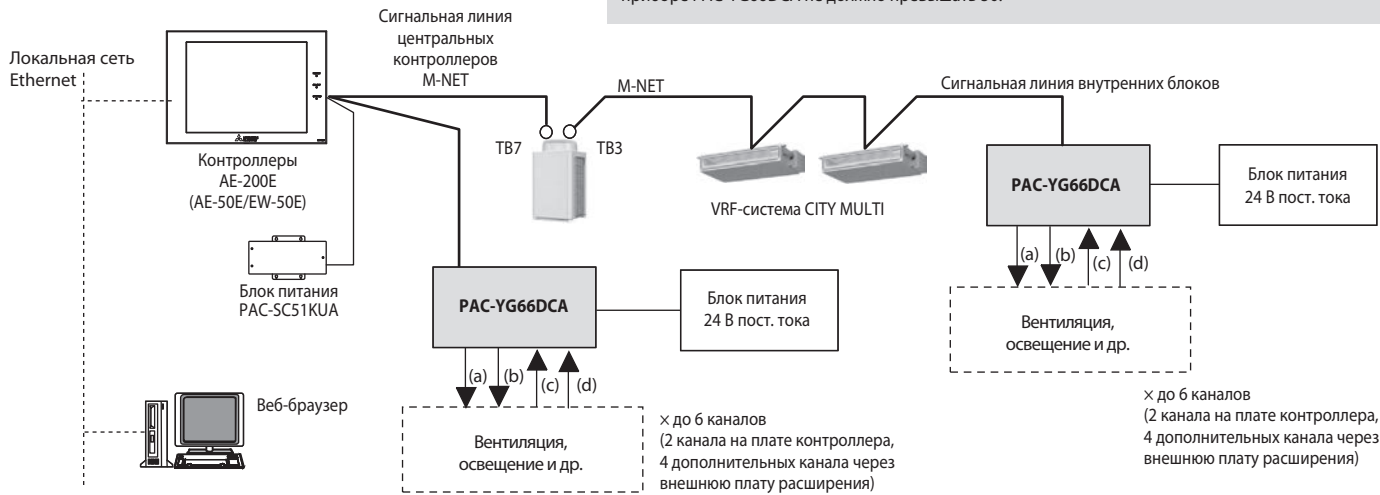 Сигнальная линия
центральных
контроллеров
M-NET
Локальная сеть
Ethernet
M-NET
Сигнальная линия внутренних блоков
TB7
TB3
Контроллеры
AE-200E
(AE-50E/EW-50E)
VRF-система CITY MULTI
PAC-YG66DCA
Блок питания
24 В пост. тока
(a)
(b)
(c)
(d)
Вентиляция,
освещение и др.
× до 6 каналов
(2 канала на плате контроллера,
4 дополнительных канала через
внешнюю плату расширения)
Блок питания
PAC-SC51KUA
PAC-YG66DCA
Блок питания
24 В пост. тока
(a)
(b)
(c)
(d)
Вентиляция,
освещение и др.
× до 6 каналов
(2 канала на плате контроллера,
4 дополнительных канала через
внешнюю плату расширения)
Веб-браузер